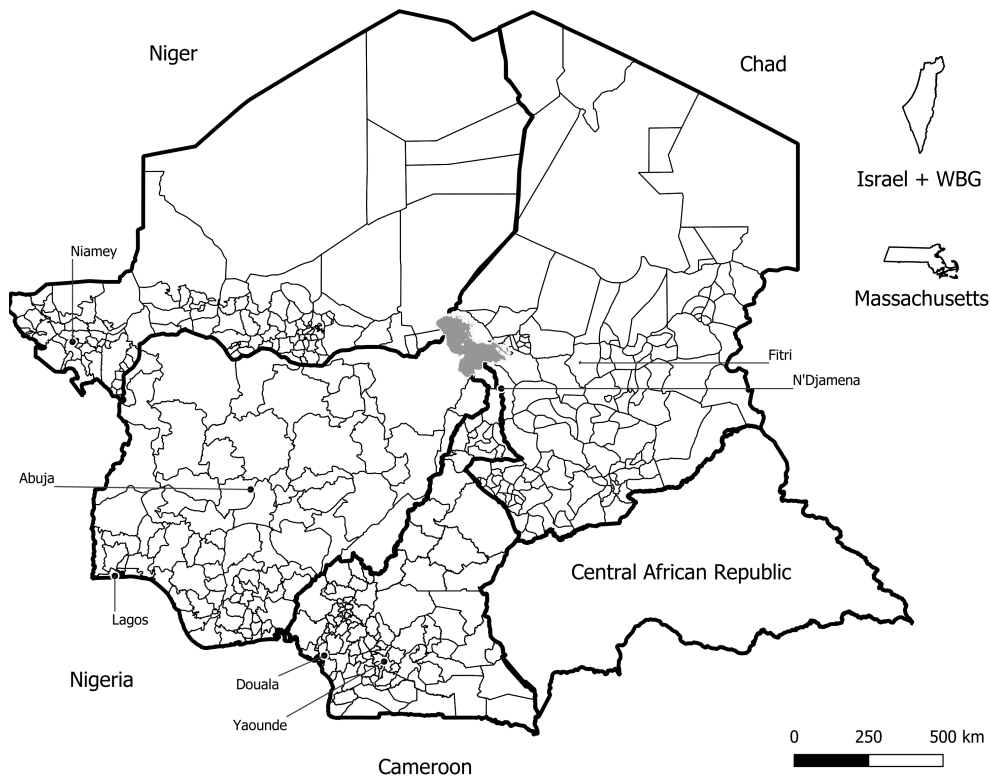 Niger
Chad
Israel + WBG
Niamey
Massachusetts
Fitri
N'Djamena
Abuja
Central African Republic
Lagos
Nigeria
Douala
Yaounde
0 250 500 km
Cameroon